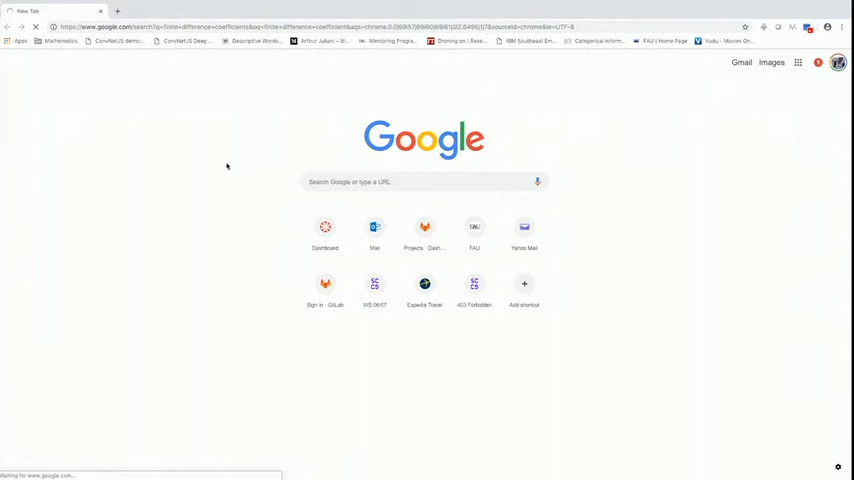 New Tab
https://www.google.com/search?q=finite+difference+coefficients&oq=finite+difference+coefficient&aqs=chrome.0.0j69i57j69i60j69i61j0l2.6495j1j7&sourceid=chrome&ie=UTF-8
Apps Mathematics ConvNetJS demo:... ConvNetJS Deep ... Descriptive Words... Arthur Juliani – M... Mentoring Progra... Droning on | Rese... IBM Southeast Em... Categorical inform... FAU | Home Page Vudu - Movies On...
Gmail Images 1
Google
Search Google or type a URL
Dashboard Mail Projects · Dash... FAU Yahoo Mail
Sign in · GitLab WS 06/07 Expedia Travel 403 Forbidden Add shortcut
Waiting for www.google.com...